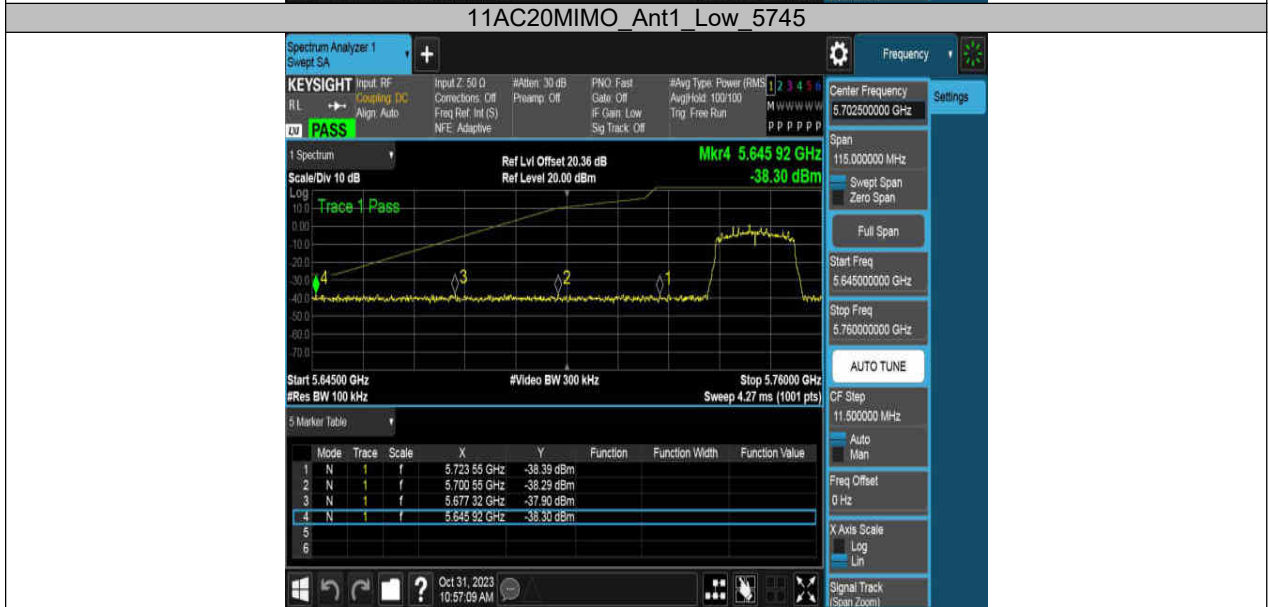 11AC20MIMO_Ant1_Low_5745
Spectrum Analyzer 1
Swept SA
+
Frequency
KEYSIGHT
RL
Input: RF
Coupling: DC
Align: Auto
Input Z: 50 Ω
Corrections: Off
Freq Ref: Int (S)
NFE: Adaptive
#Atten: 30 dB
Preamp: Off
PNO: Fast
Gate: Off
IF Gain: Low
Sig Track: Off
#Avg Type: Power (RMS
Avg|Hold: 100/100
Trig: Free Run
1 2 3 4 5 6
M W W W W W
P P P P P P
PASS
Center Frequency
5.702500000 GHz
Settings
Span
115.000000 MHz
Swept Span
Zero Span
Full Span
Start Freq
5.645000000 GHz
Stop Freq
5.760000000 GHz
AUTO TUNE
CF Step
11.500000 MHz
Auto
Man
Freq Offset
0 Hz
X Axis Scale
Log
Lin
Signal Track
(Span Zoom)
1 Spectrum
Scale/Div 10 dB
Ref Lvl Offset 20.36 dB
Ref Level 20.00 dBm
Mkr4 5.645 92 GHz
-38.30 dBm
Log
Trace 1 Pass
10.0
0.00
-10.0
-20.0
-30.0
-40.0
-50.0
-60.0
-70.0
4
3
2
1
Start 5.64500 GHz
#Video BW 300 kHz
Stop 5.76000 GHz
#Res BW 100 kHz
Sweep 4.27 ms (1001 pts)
5 Marker Table
Mode Trace Scale X Y Function Function Width Function Value
1 N 1 f 5.723 55 GHz -38.39 dBm
2 N 1 f 5.700 55 GHz -38.29 dBm
3 N 1 f 5.677 32 GHz -37.90 dBm
4 N 1 f 5.645 92 GHz -38.30 dBm
5
6
?
Oct 31, 2023
10:57:09 AM